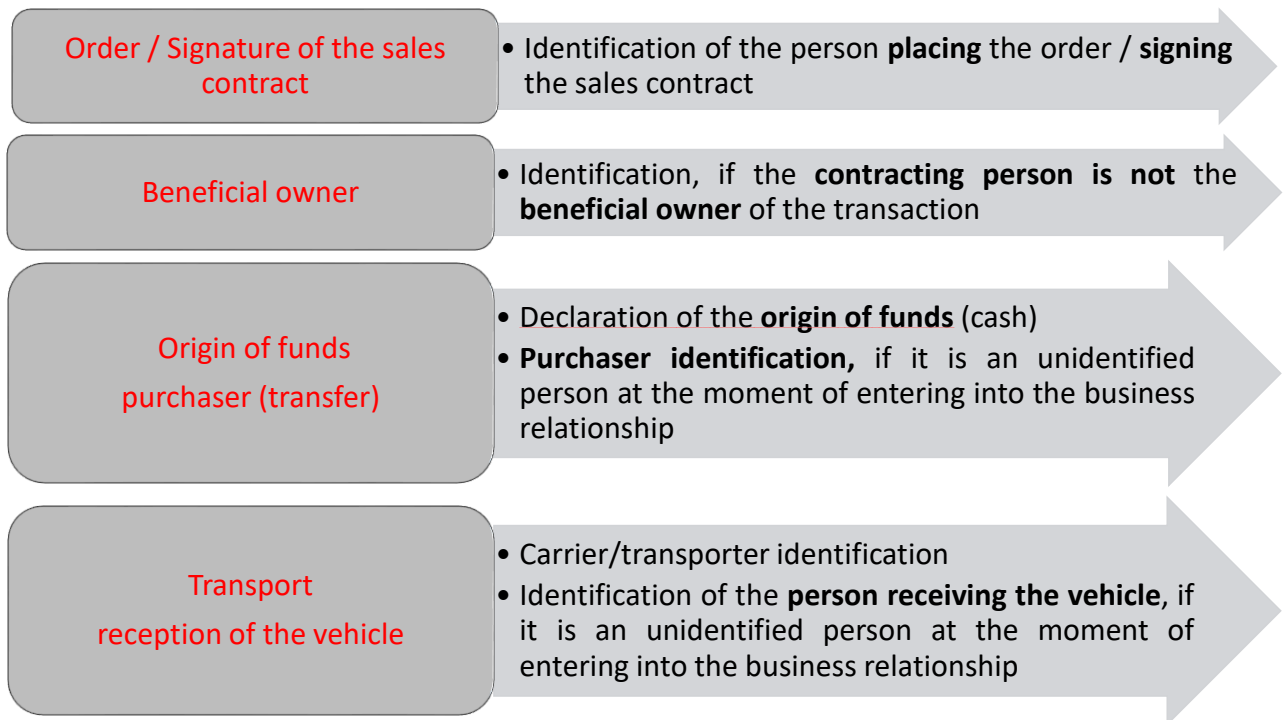 Order / Signature of the sales
contract
• Identification of the person placing the order / signing
the sales contract
Beneficial owner
• Identification, if the contracting person is not the
beneficial owner of the transaction
Origin of funds
purchaser (transfer)
• Declaration of the origin of funds (cash)
• Purchaser identification, if it is an unidentified
person at the moment of entering into the business
relationship
Transport
reception of the vehicle
• Carrier/transporter identification
• Identification of the person receiving the vehicle, if
it is an unidentified person at the moment of
entering into the business relationship